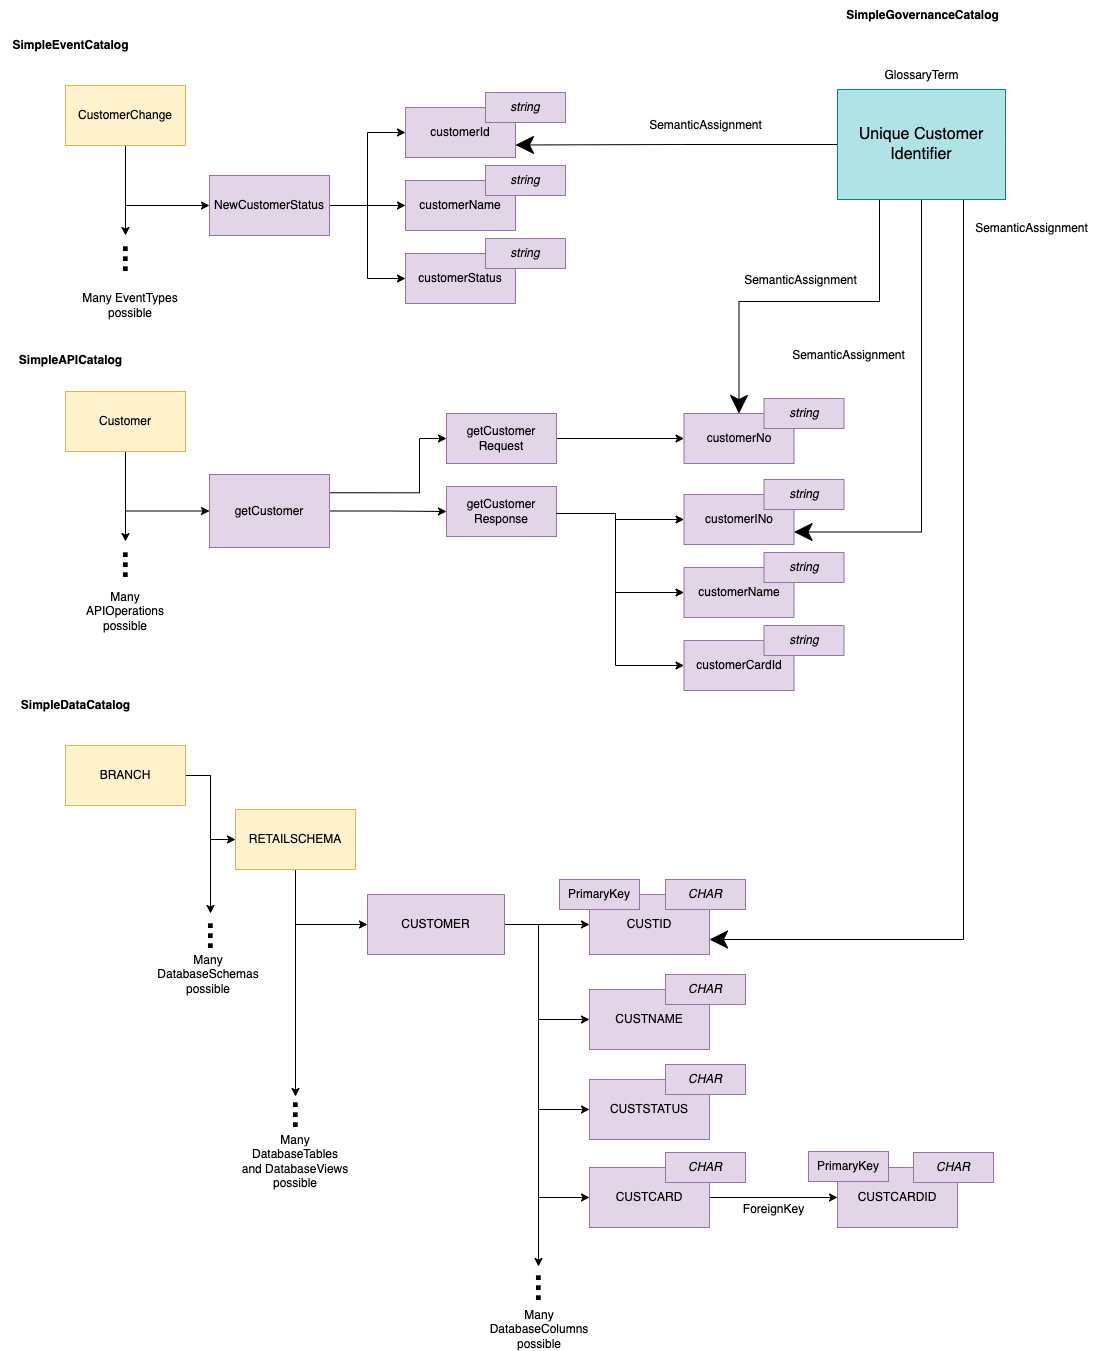 SimpleGovernanceCatalog
SimpleEventCatalog
GlossaryTerm
CustomerChange
string
customerId
SemanticAssignment
Unique Customer
Identifier
NewCustomerStatus
string
customerName
SemanticAssignment
string
customerStatus
SemanticAssignment
Many EventTypes
possible
SimpleAPICatalog
SemanticAssignment
Customer
getCustomer
Request
string
customerNo
getCustomer
getCustomer
Response
string
customerINo
string
customerName
Many
APIOperations
possible
string
customerCardId
SimpleDataCatalog
BRANCH
RETAILSCHEMA
CUSTOMER
PrimaryKey
CHAR
CUSTID
Many
DatabaseSchemas
possible
CHAR
CUSTNAME
CHAR
CUSTSTATUS
Many
DatabaseTables
and DatabaseViews
possible
CHAR
CUSTCARD
ForeignKey
PrimaryKey
CHAR
CUSTCARDID
Many
DatabaseColumns
possible